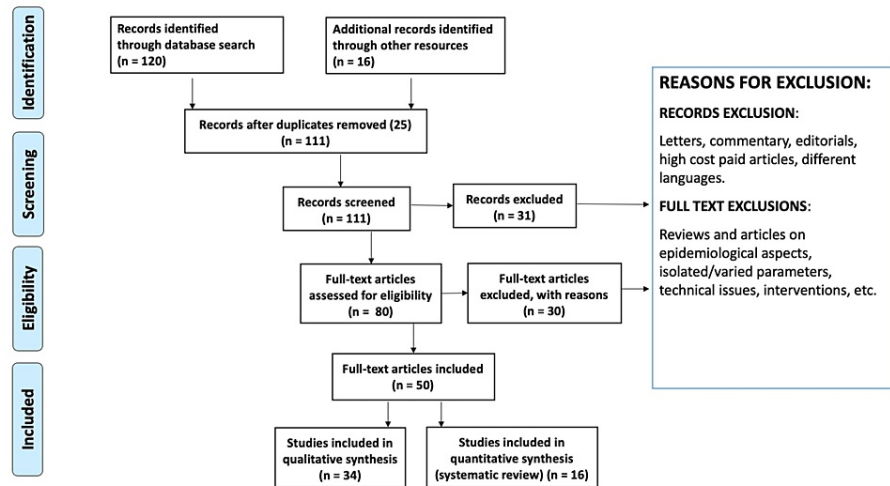 Identification
Records identified
through database search
(n = 120)
Additional records identified
through other resources
(n = 16)
Records after duplicates removed (25)
(n = 111)
Screening
Records screened
(n = 111)
Records excluded
(n = 31)
Eligibility
Full-text articles
assessed for eligibility
(n = 80)
Full-text articles
excluded, with reasons
(n = 30)
Included
Full-text articles included
(n = 50)
Studies included in
qualitative synthesis
(n = 34)
Studies included in
quantitative synthesis
(systematic review) (n = 16)
REASONS FOR EXCLUSION:
RECORDS EXCLUSION:
Letters, commentary, editorials,
high cost paid articles, different
languages.
FULL TEXT EXCLUSIONS:
Reviews and articles on
epidemiological aspects,
isolated/varied parameters,
technical issues, interventions, etc.